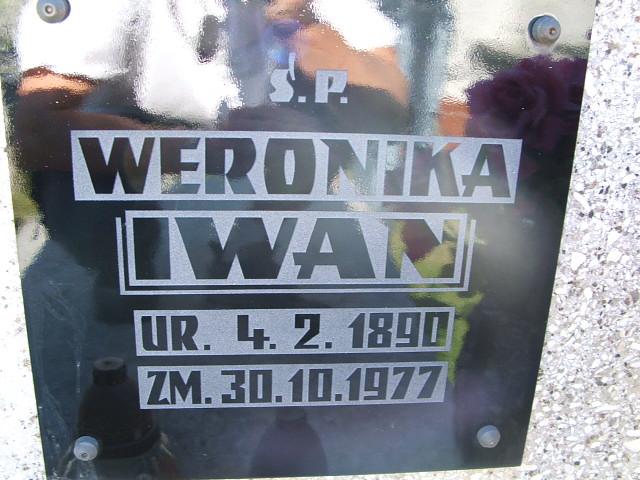 Ś.P.
WERONIKA
IWAN
UR. 4. 2. 1890
ZM. 30.10.1977